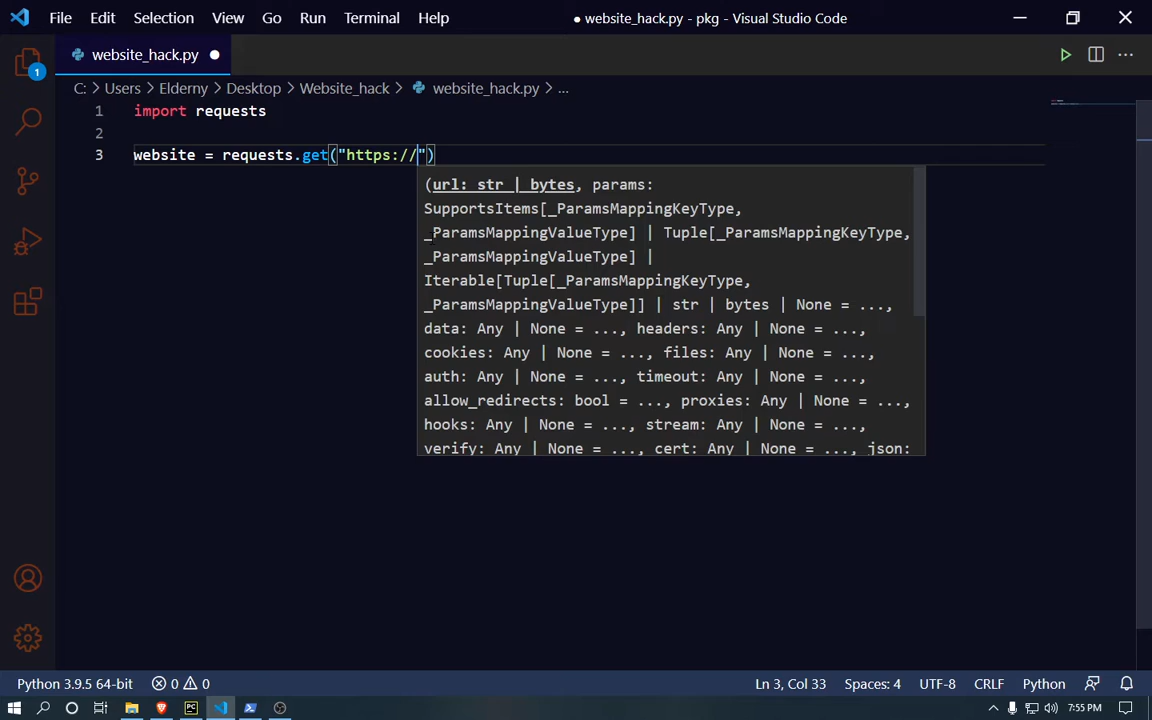 File Edit Selection View Go Run Terminal Help
● website_hack.py - pkg - Visual Studio Code
1
website_hack.py ●
C: > Users > Elderny > Desktop > Website_hack > website_hack.py > ...
1 import requests
2
3 website = requests.get("https://")
(url: str | bytes, params:
SupportsItems[_ParamsMappingKeyType,
_ParamsMappingValueType] | Tuple[_ParamsMappingKeyType,
_ParamsMappingValueType] |
Iterable[Tuple[_ParamsMappingKeyType,
_ParamsMappingValueType]] | str | bytes | None = ...,
data: Any | None = ..., headers: Any | None = ...,
cookies: Any | None = ..., files: Any | None = ...,
auth: Any | None = ..., timeout: Any | None = ...,
allow_redirects: bool = ..., proxies: Any | None = ...,
hooks: Any | None = ..., stream: Any | None = ...,
verify: Any | None = ..., cert: Any | None = ..., json:
Python 3.9.5 64-bit 0 0 Ln 3, Col 33 Spaces: 4 UTF-8 CRLF Python
PC 7:55 PM